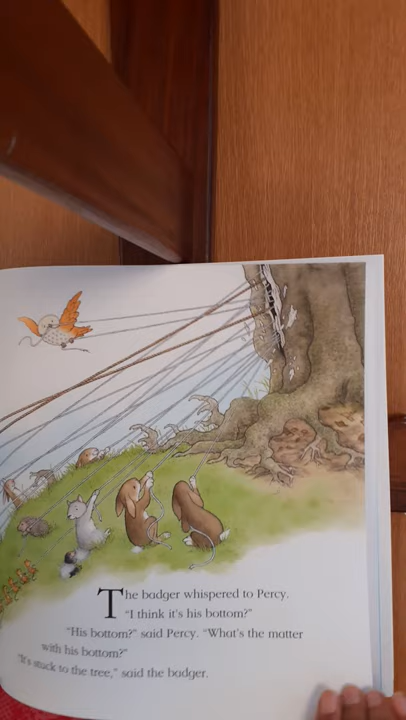 The badger whispered to Percy.
"I think it's his bottom?"
"His bottom?" said Percy. "What's the matter
with his bottom?"
"It's stuck to the tree," said the badger.